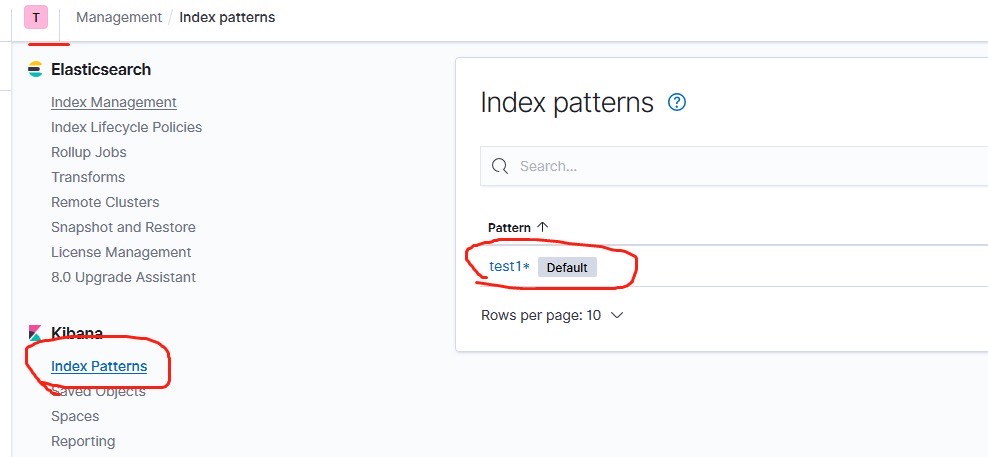 T Management / Index patterns
Elasticsearch
Index Management
Index Lifecycle Policies
Rollup Jobs
Transforms
Remote Clusters
Snapshot and Restore
License Management
8.0 Upgrade Assistant
Kibana
Index Patterns
Saved Objects
Spaces
Reporting
Index patterns ?
Search...
Pattern ↑
test1* Default
Rows per page: 10